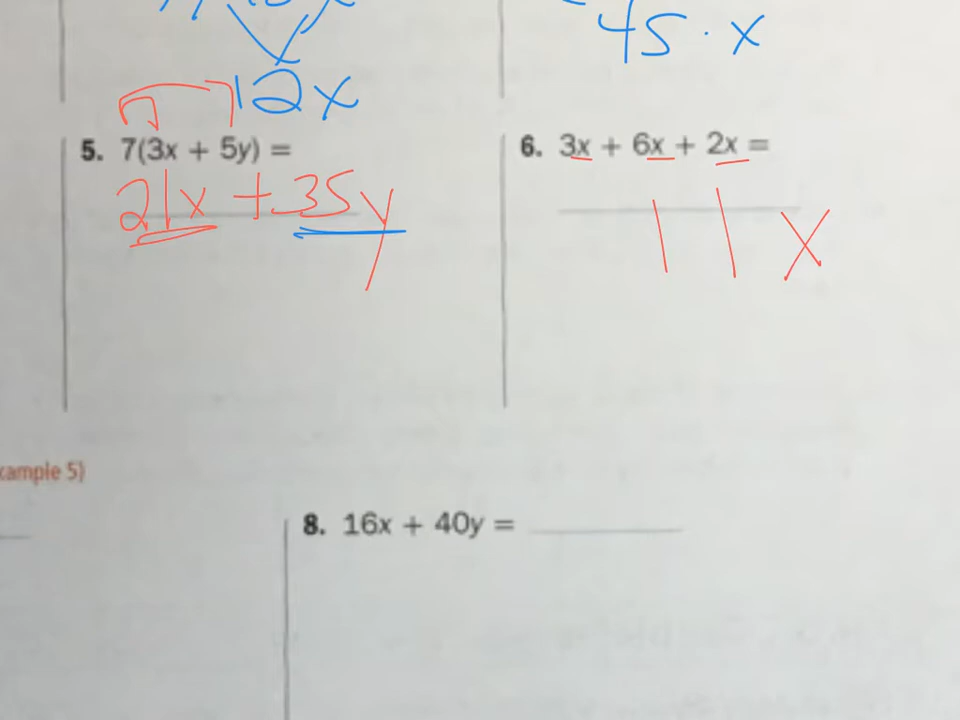 45 · x
12x
5. 7(3x + 5y) =
21x + 35y
6. 3x + 6x + 2x =
11x
ample 5)
8. 16x + 40y =